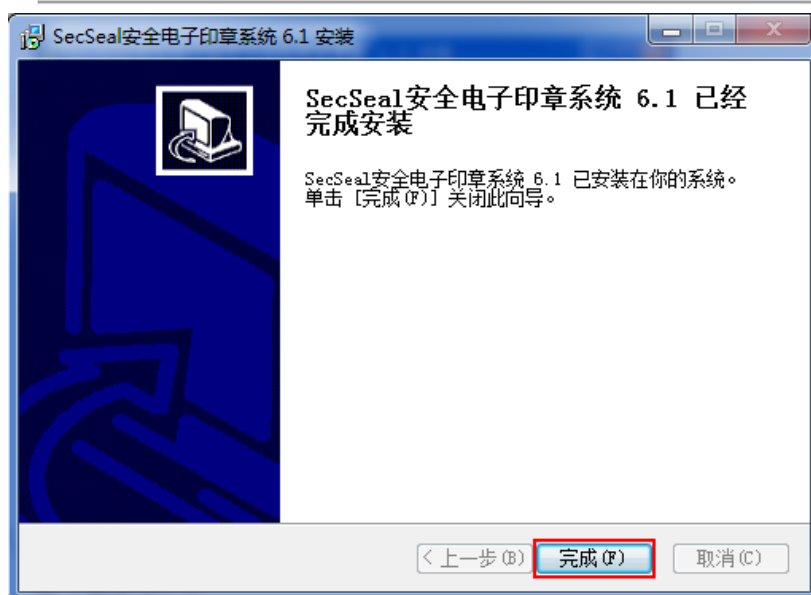 SecSeal安全电子印章系统 6.1 安装
SecSeal安全电子印章系统 6.1 已经
完成安装
SecSeal安全电子印章系统 6.1 已安装在你的系统。
单击 [完成(F)] 关闭此向导。
< 上一步(B)
完成(F)
取消(C)